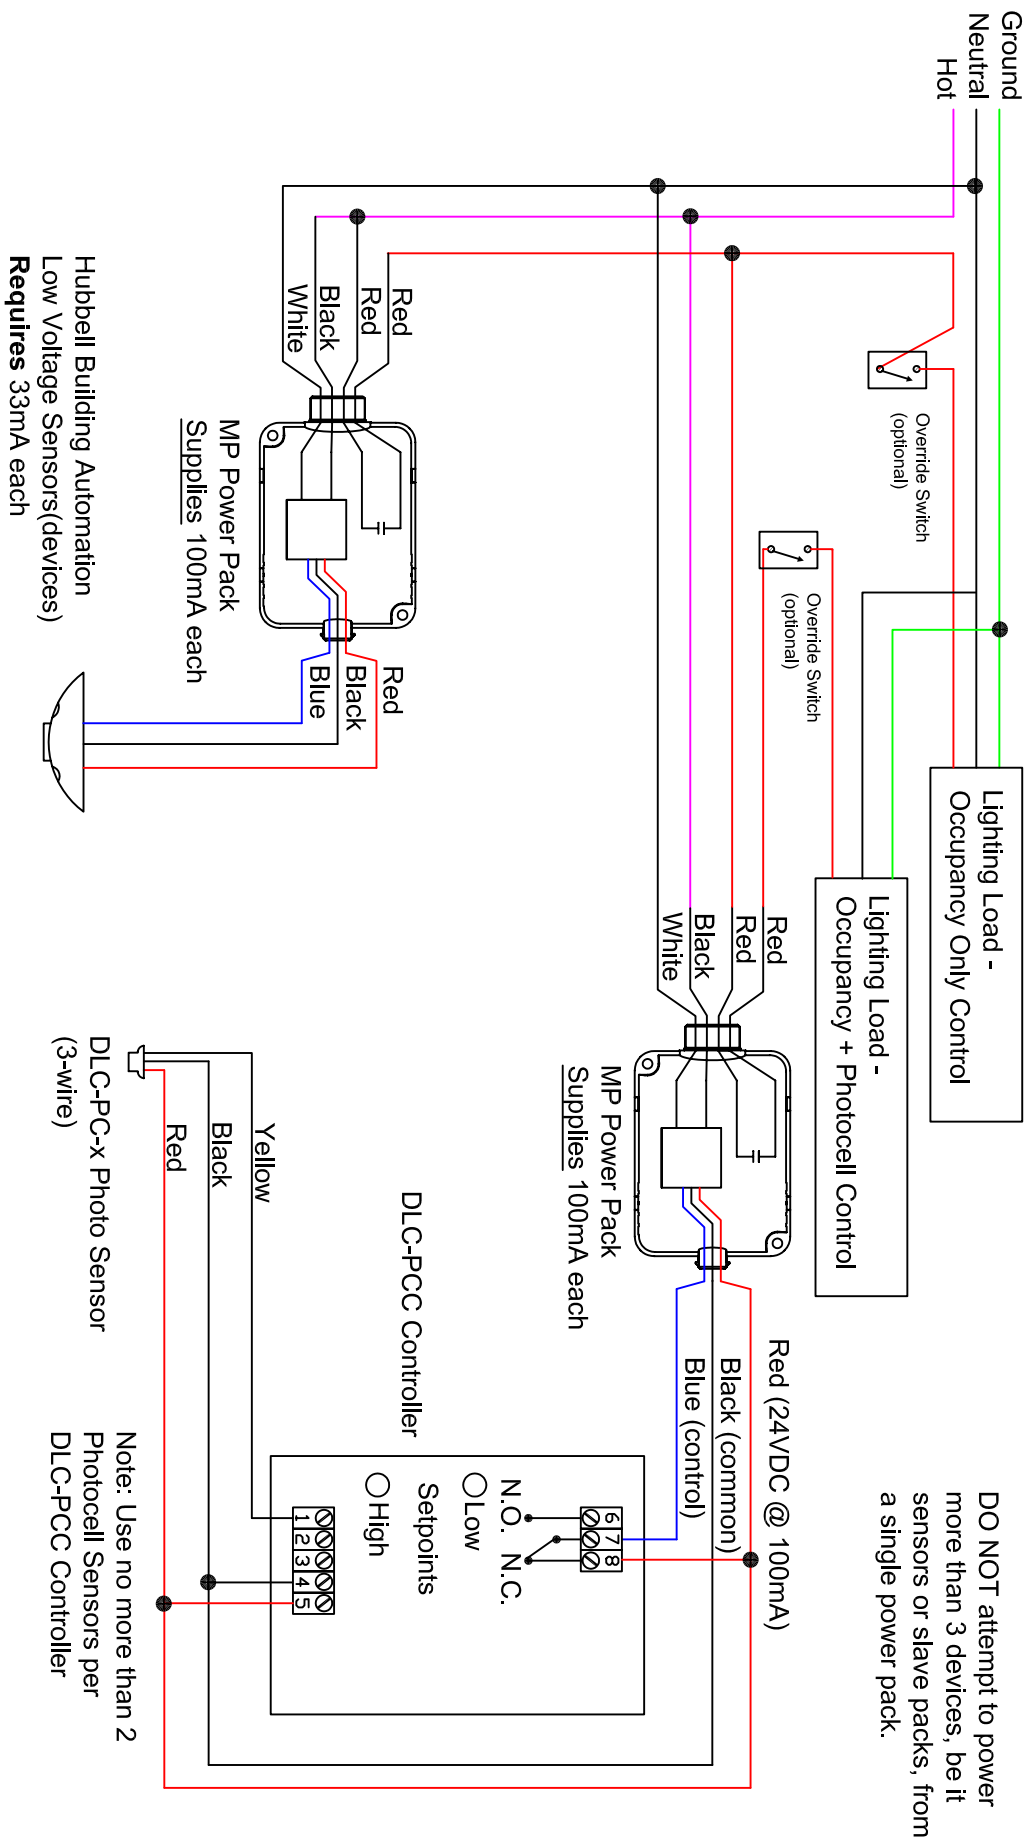 Ground
Neutral
Hot
Override Switch
(optional)
Override Switch
(optional)
Lighting Load -
Occupancy Only Control
Lighting Load -
Occupancy + Photocell Control
DO NOT attempt to power
more than 3 devices, be it
sensors or slave packs, from
a single power pack.
Red
Red
Black
White
MP Power Pack
Supplies 100mA each
Red
Black
Blue
Hubbell Building Automation
Low Voltage Sensors(devices)
Requires 33mA each
Red
Red
Black
White
MP Power Pack
Supplies 100mA each
Red (24VDC @ 100mA)
Black (common)
Blue (control)
DLC-PCC Controller
6 7 8
N.O. N.C.
Low
Setpoints
High
1 2 3 4 5
Yellow
Black
Red
DLC-PC-x Photo Sensor
(3-wire)
Note: Use no more than 2
Photocell Sensors per
DLC-PCC Controller